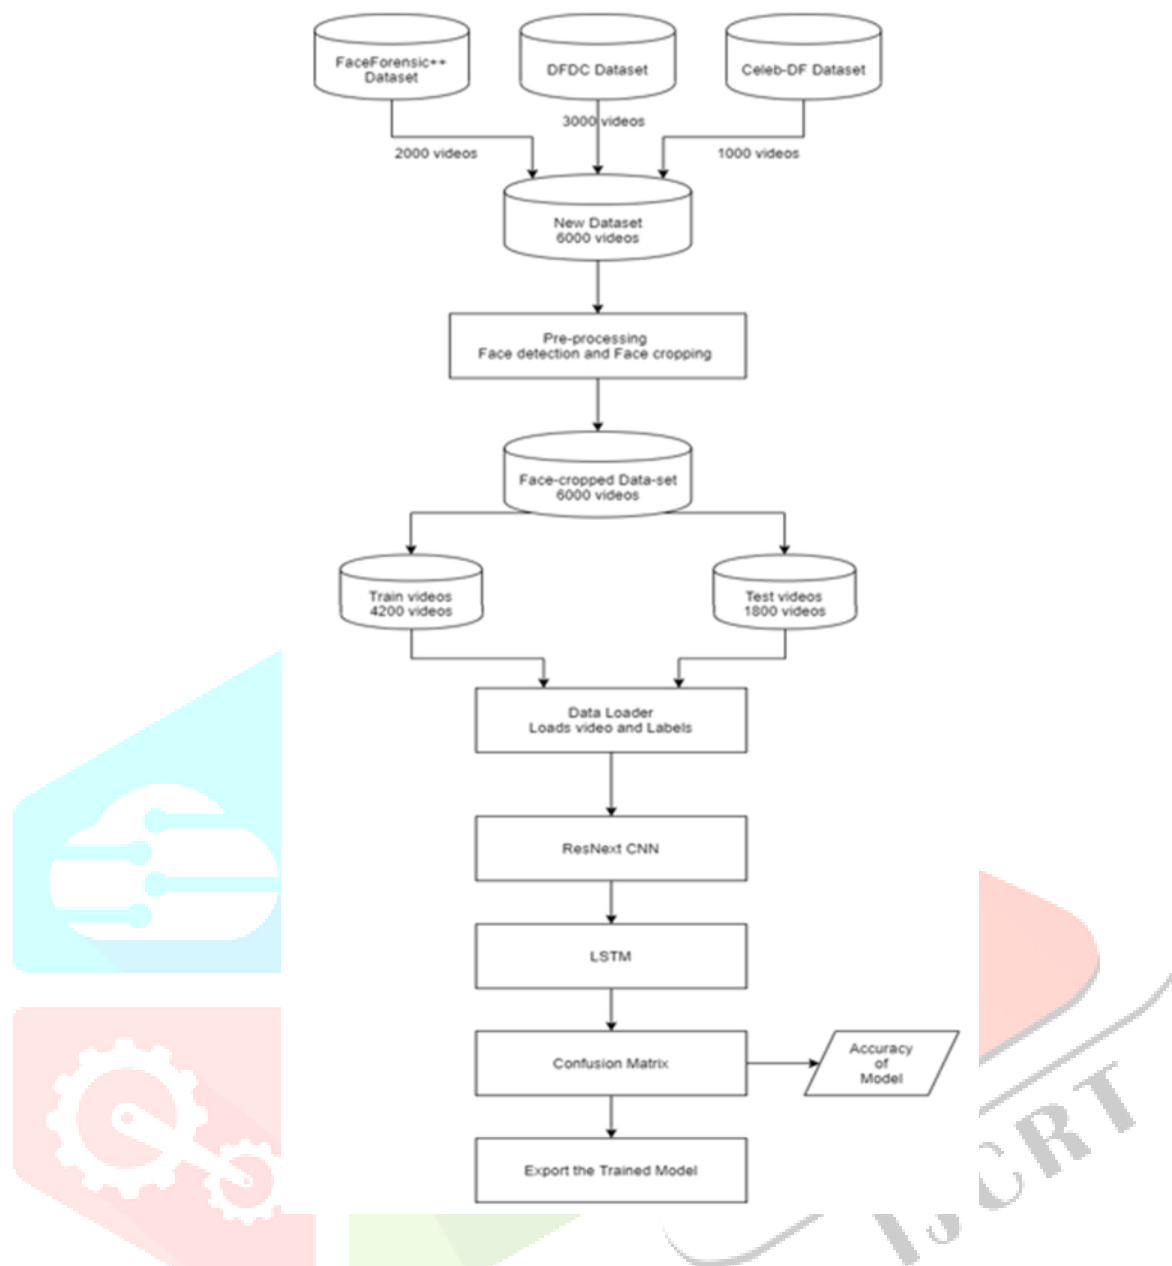 FaceForensic++
Dataset
DFDC Dataset
Celeb-DF Dataset
3000 videos
2000 videos
1000 videos
New Dataset
6000 videos
Pre-processing
Face detection and Face cropping
Face-cropped Data-set
6000 videos
Train videos
4200 videos
Test videos
1800 videos
Data Loader
Loads video and Labels
ResNext CNN
LSTM
Confusion Matrix
Accuracy
of
Model
Export the Trained Model
IJCRT